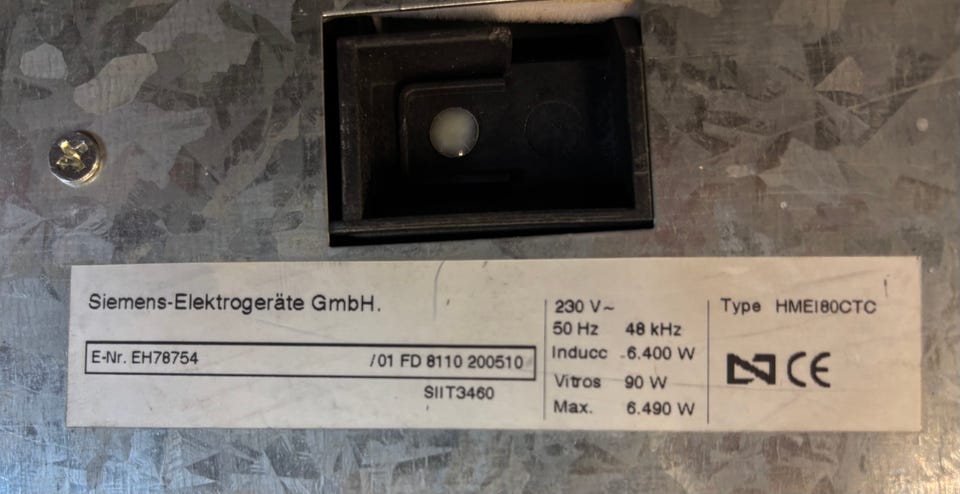 Siemens-Elektrogeräte GmbH.
E-Nr. EH78754 /01 FD 8110 200510
SIIT3460
230 V~
50 Hz 48 kHz
Inducc 6.400 W
Vitros 90 W
Max. 6.490 W
Type HMEI80CTC
N CE